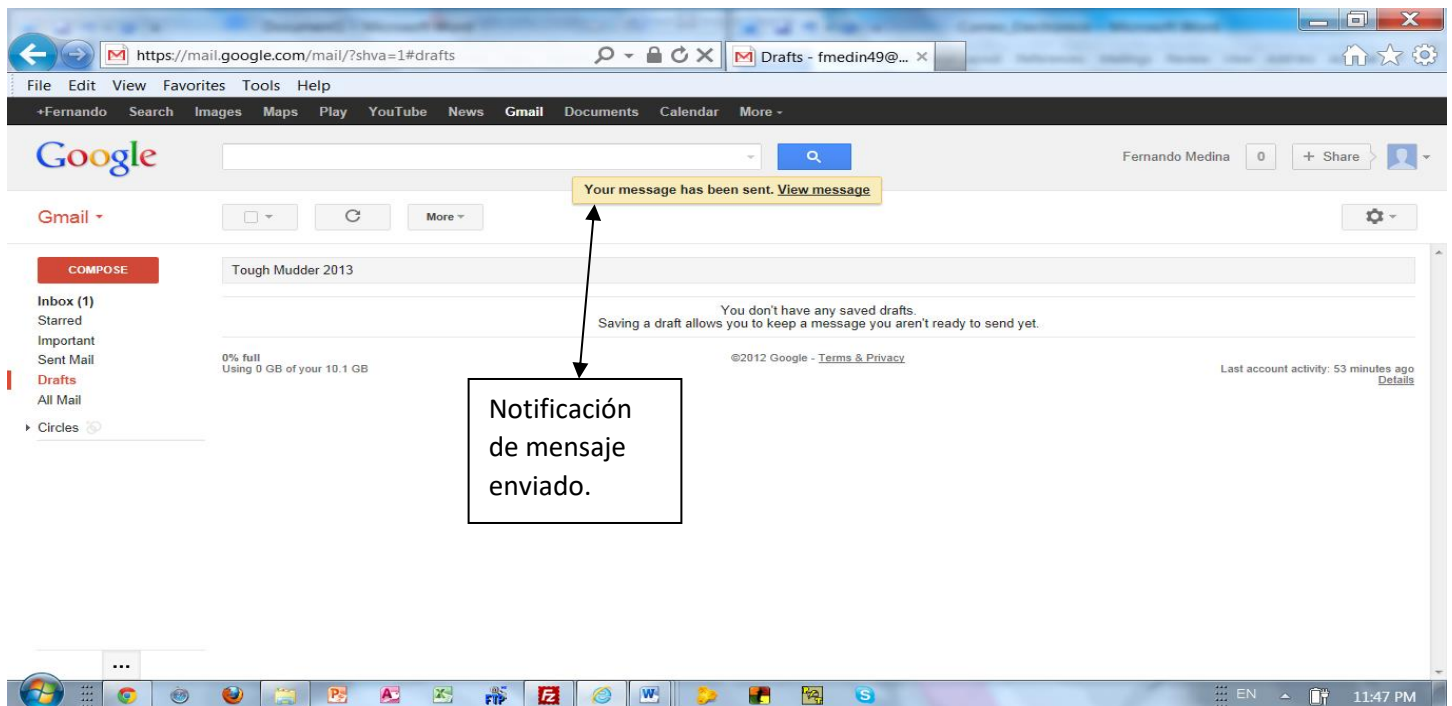 https://mail.google.com/mail/?shva=1#drafts
Drafts - fmedin49@...
File Edit View Favorites Tools Help
+Fernando Search Images Maps Play YouTube News Gmail Documents Calendar More
Google
Fernando Medina 0 + Share
Your message has been sent. View message
Gmail
More
COMPOSE
Tough Mudder 2013
Inbox (1)
Starred
Important
Sent Mail
Drafts
All Mail
Circles
You don't have any saved drafts.
Saving a draft allows you to keep a message you aren't ready to send yet.
0% full
Using 0 GB of your 10.1 GB
©2012 Google - Terms & Privacy
Last account activity: 53 minutes ago
Details
Notificación
de mensaje
enviado.
EN 11:47 PM